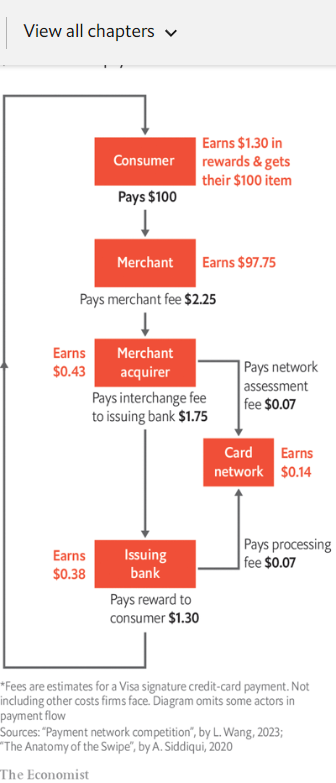 View all chapters
Earns $1.30 in
rewards & gets
their $100 item
Consumer
Pays $100
Merchant
Earns $97.75
Pays merchant fee $2.25
Earns
$0.43
Merchant
acquirer
Pays network
assessment
fee $0.07
Pays interchange fee
to issuing bank $1.75
Card
network
Earns
$0.14
Earns
$0.38
Issuing
bank
Pays processing
fee $0.07
Pays reward to
consumer $1.30
*Fees are estimates for a Visa signature credit-card payment. Not
including other costs firms face. Diagram omits some actors in
payment flow
Sources: “Payment network competition”, by L. Wang, 2023;
“The Anatomy of the Swipe”, by A. Siddiqui, 2020
The Economist